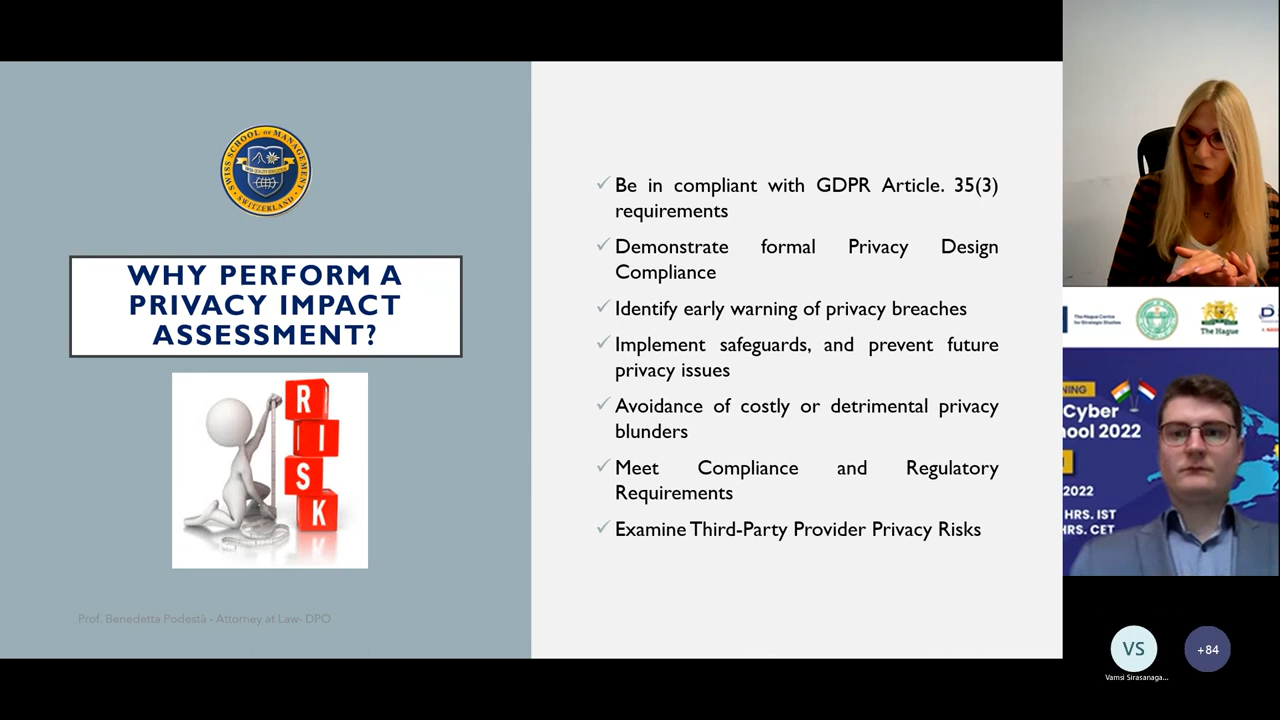 SWISS SCHOOL OF MANAGEMENT
SWITZERLAND
WHY PERFORM A
PRIVACY IMPACT
ASSESSMENT?
R
I
S
K
Prof. Benedetta Podestà - Attorney at Law- DPO
✓ Be in compliant with GDPR Article. 35(3)
requirements
✓ Demonstrate formal Privacy Design
Compliance
✓ Identify early warning of privacy breaches
✓ Implement safeguards, and prevent future
privacy issues
✓ Avoidance of costly or detrimental privacy
blunders
✓ Meet Compliance and Regulatory
Requirements
✓ Examine Third-Party Provider Privacy Risks
The Hague Centre
for Strategic Studies
The Hague
D
NING
Cyber
ool 2022
2022
HRS. IST
HRS. CET
VS
Vamsi Sirasanaga...
+84